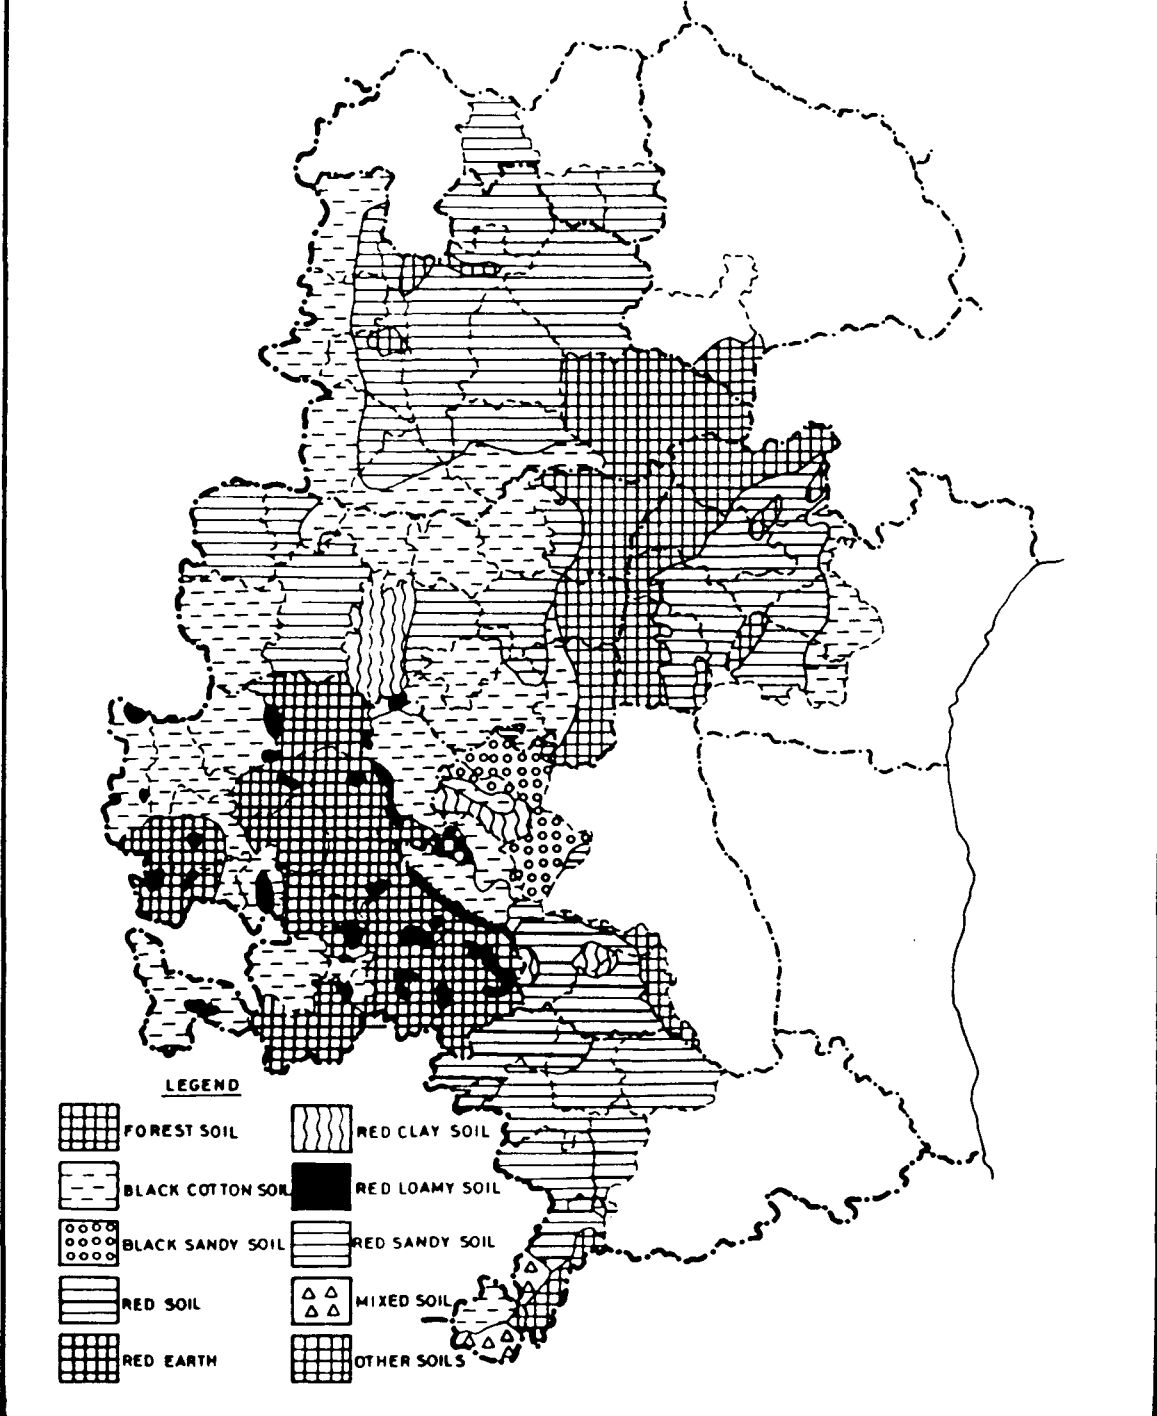 LEGEND
FOREST SOIL
BLACK COTTON SOIL
BLACK SANDY SOIL
RED SOIL
RED EARTH
RED CLAY SOIL
RED LOAMY SOIL
RED SANDY SOIL
MIXED SOIL
OTHER SOILS